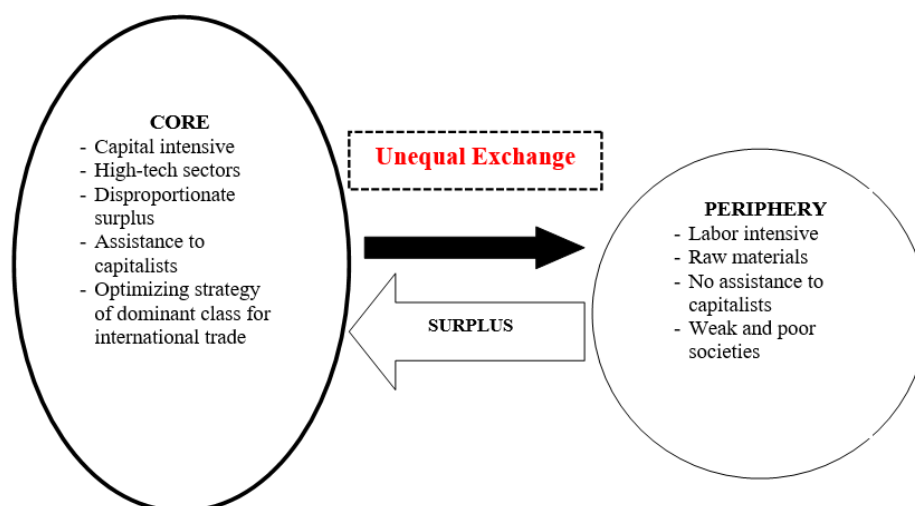 CORE
- Capital intensive
- High-tech sectors
- Disproportionate
surplus
- Assistance to
capitalists
- Optimizing strategy
of dominant class for
international trade
Unequal Exchange
SURPLUS
PERIPHERY
- Labor intensive
- Raw materials
- No assistance to
capitalists
- Weak and poor
societies